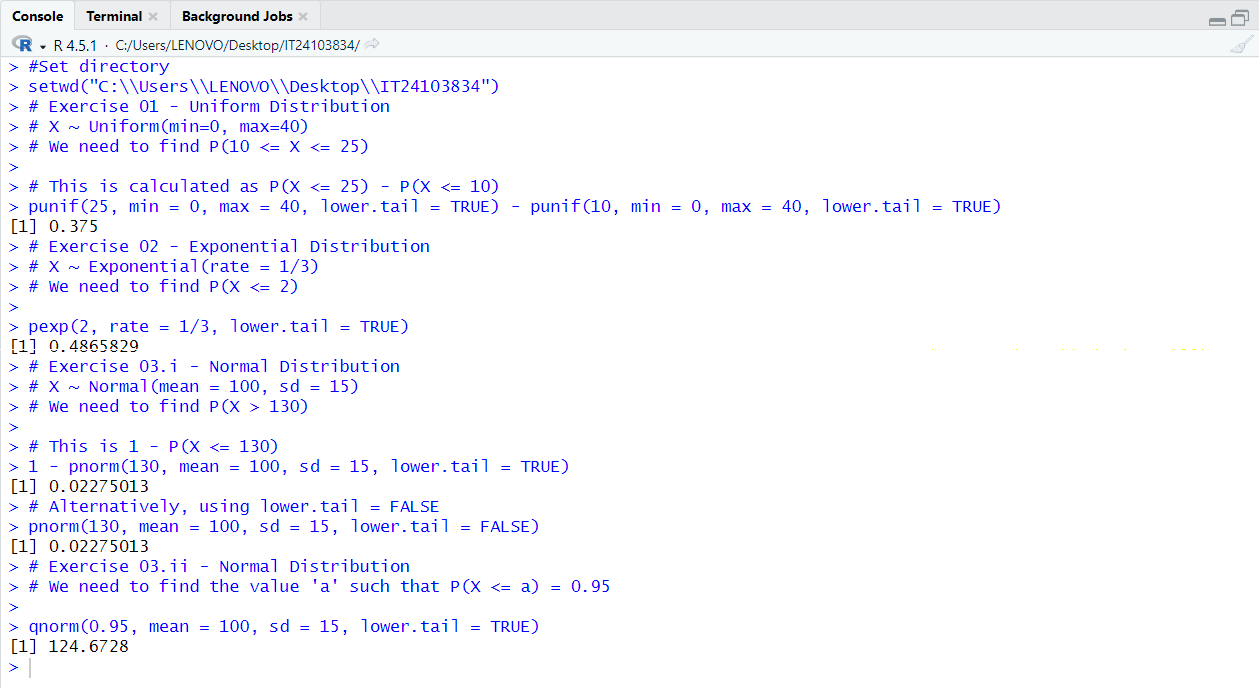 Console Terminal Background Jobs
R 4.5.1 · C:/Users/LENOVO/Desktop/IT24103834/
> #Set directory
> setwd("C:\\Users\\LENOVO\\Desktop\\IT24103834")
> # Exercise 01 - Uniform Distribution
> # X ~ Uniform(min=0, max=40)
> # We need to find P(10 <= X <= 25)
>
> # This is calculated as P(X <= 25) - P(X <= 10)
> punif(25, min = 0, max = 40, lower.tail = TRUE) - punif(10, min = 0, max = 40, lower.tail = TRUE)
[1] 0.375
> # Exercise 02 - Exponential Distribution
> # X ~ Exponential(rate = 1/3)
> # We need to find P(X <= 2)
>
> pexp(2, rate = 1/3, lower.tail = TRUE)
[1] 0.4865829
> # Exercise 03.i - Normal Distribution
> # X ~ Normal(mean = 100, sd = 15)
> # We need to find P(X > 130)
>
> # This is 1 - P(X <= 130)
> 1 - pnorm(130, mean = 100, sd = 15, lower.tail = TRUE)
[1] 0.02275013
> # Alternatively, using lower.tail = FALSE
> pnorm(130, mean = 100, sd = 15, lower.tail = FALSE)
[1] 0.02275013
> # Exercise 03.ii - Normal Distribution
> # We need to find the value 'a' such that P(X <= a) = 0.95
>
> qnorm(0.95, mean = 100, sd = 15, lower.tail = TRUE)
[1] 124.6728
>